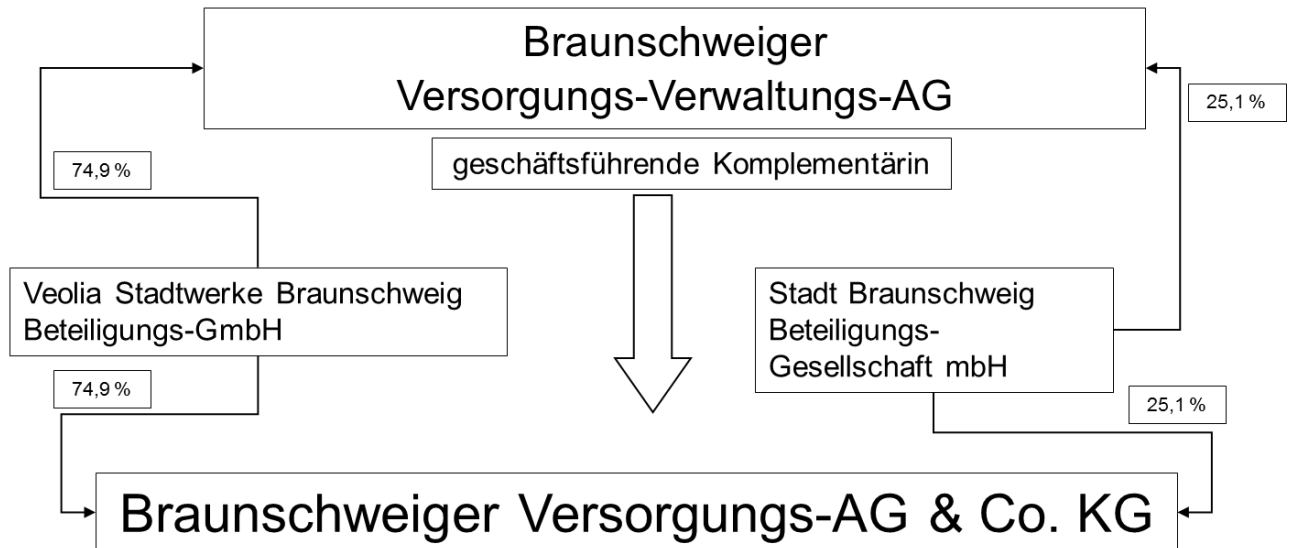 Braunschweiger
Versorgungs-Verwaltungs-AG
25,1 %
74,9 %
geschäftsführende Komplementärin
Veolia Stadtwerke Braunschweig
Beteiligungs-GmbH
Stadt Braunschweig
Beteiligungs-
Gesellschaft mbH
74,9 %
25,1 %
Braunschweiger Versorgungs-AG & Co. KG